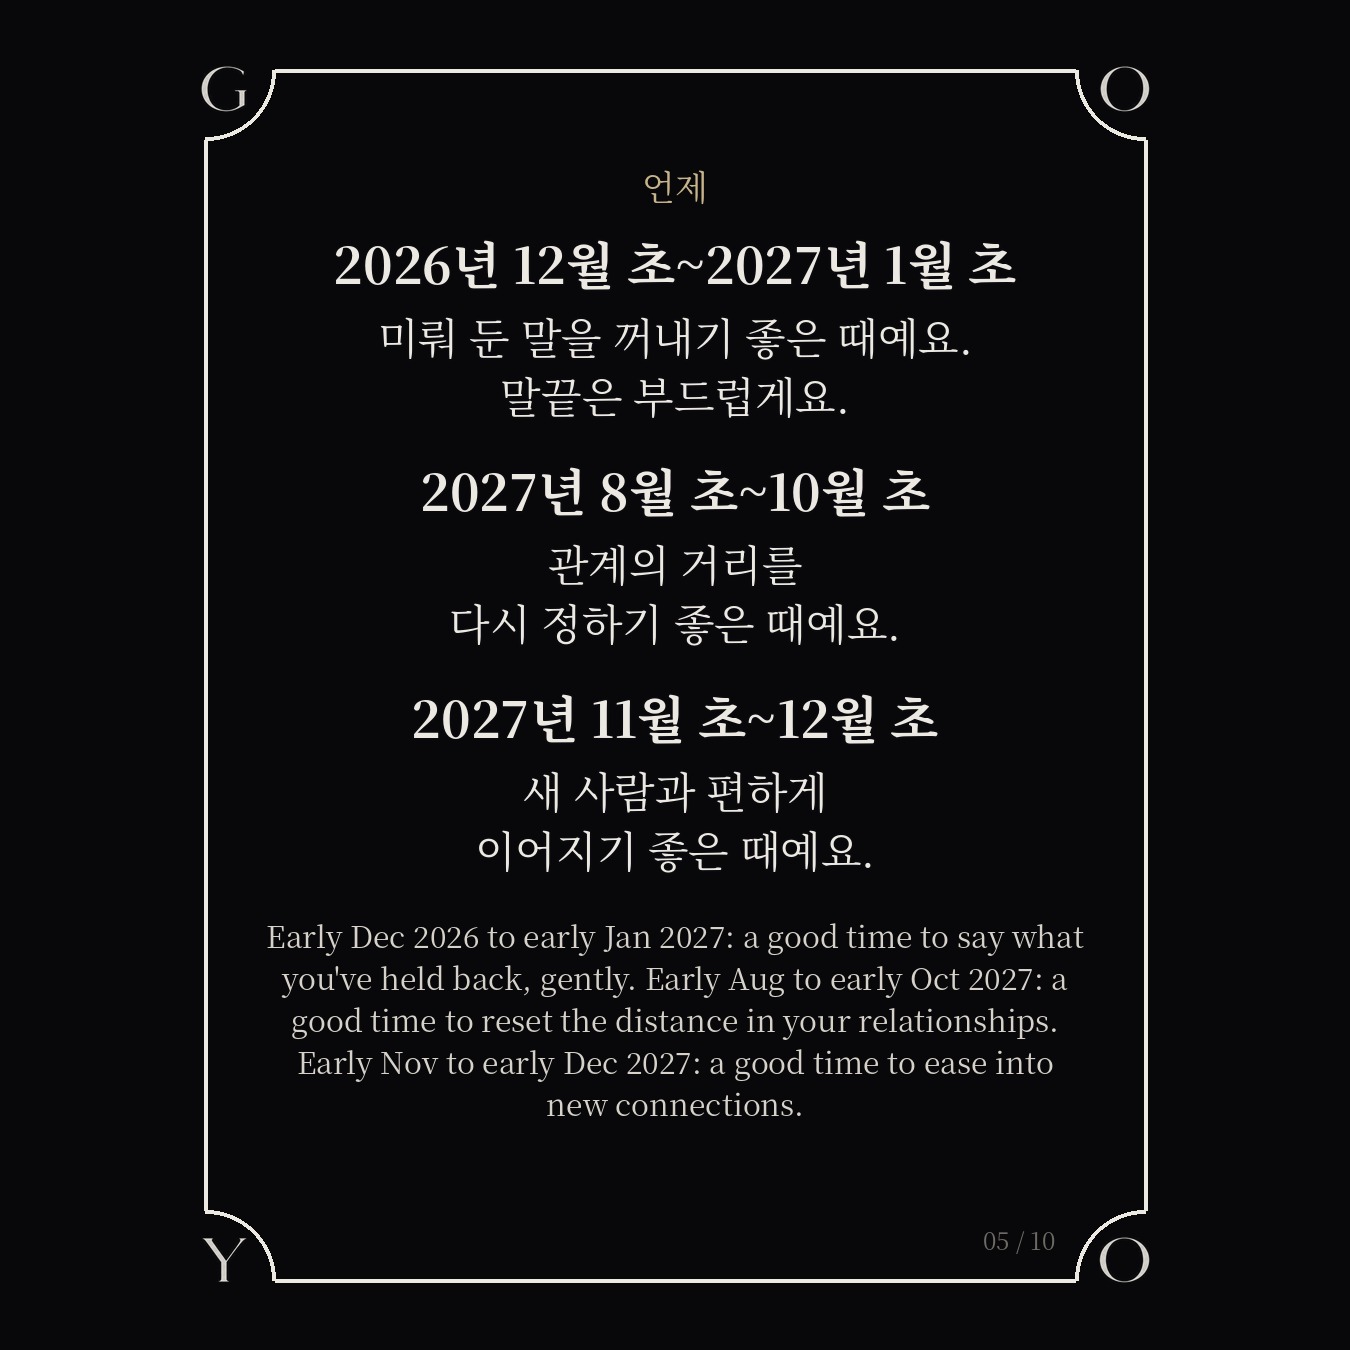 G O
언제
2026년 12월 초~2027년 1월 초
미뤄 둔 말을 꺼내기 좋은 때예요.
말끝은 부드럽게요.
2027년 8월 초~10월 초
관계의 거리를
다시 정하기 좋은 때예요.
2027년 11월 초~12월 초
새 사람과 편하게
이어지기 좋은 때예요.
Early Dec 2026 to early Jan 2027: a good time to say what
you've held back, gently. Early Aug to early Oct 2027: a
good time to reset the distance in your relationships.
Early Nov to early Dec 2027: a good time to ease into
new connections.
05 / 10
Y O